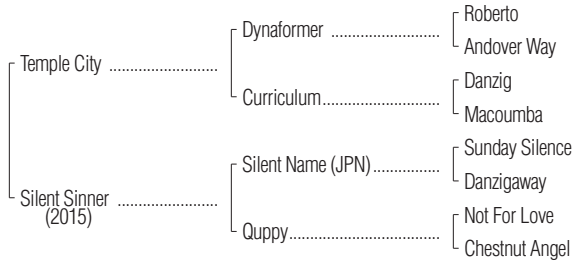 Roberto
Dynaformer ......................
Andover Way
Temple City ......................
Danzig
Curriculum........................
Macoumba
Sunday Silence
Silent Name (JPN).............
Danzigaway
Silent Sinner ....................
(2015)
Not For Love
Quppy..............................
Chestnut Angel